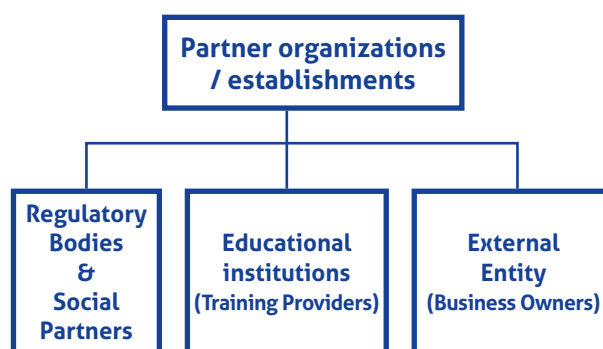 Partner organizations
/ establishments
Regulatory
Bodies
&
Social
Partners
Educational
institutions
(Training Providers)
External
Entity
(Business Owners)